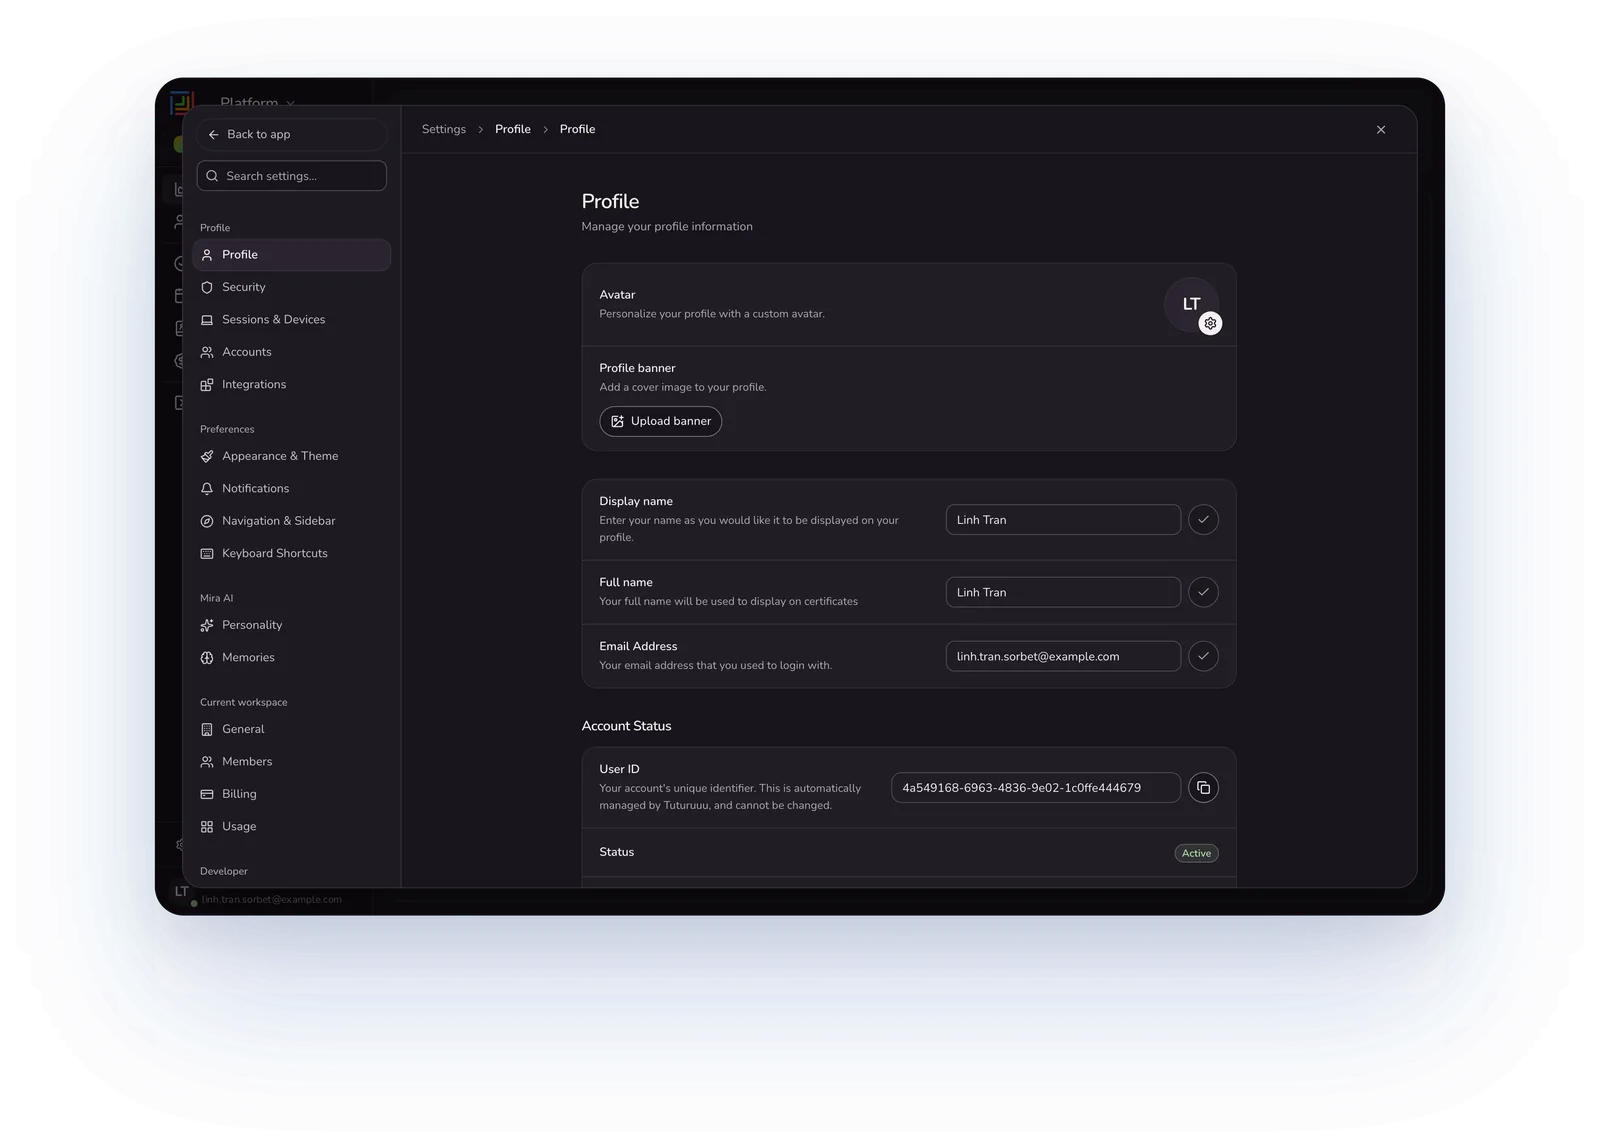 Platform
Back to app
Search settings...
Profile
Profile
Security
Sessions & Devices
Accounts
Integrations
Preferences
Appearance & Theme
Notifications
Navigation & Sidebar
Keyboard Shortcuts
Mira AI
Personality
Memories
Current workspace
General
Members
Billing
Usage
Developer
LT
linh.tran.sorbet@example.com
Settings > Profile > Profile
Profile
Manage your profile information
Avatar
Personalize your profile with a custom avatar.
LT
Profile banner
Add a cover image to your profile.
Upload banner
Display name
Enter your name as you would like it to be displayed on your
profile.
Linh Tran
Full name
Your full name will be used to display on certificates
Linh Tran
Email Address
Your email address that you used to login with.
linh.tran.sorbet@example.com
Account Status
User ID
Your account's unique identifier. This is automatically
managed by Tuturuuu, and cannot be changed.
4a549168-6963-4836-9e02-1c0ffe444679
Status
Active